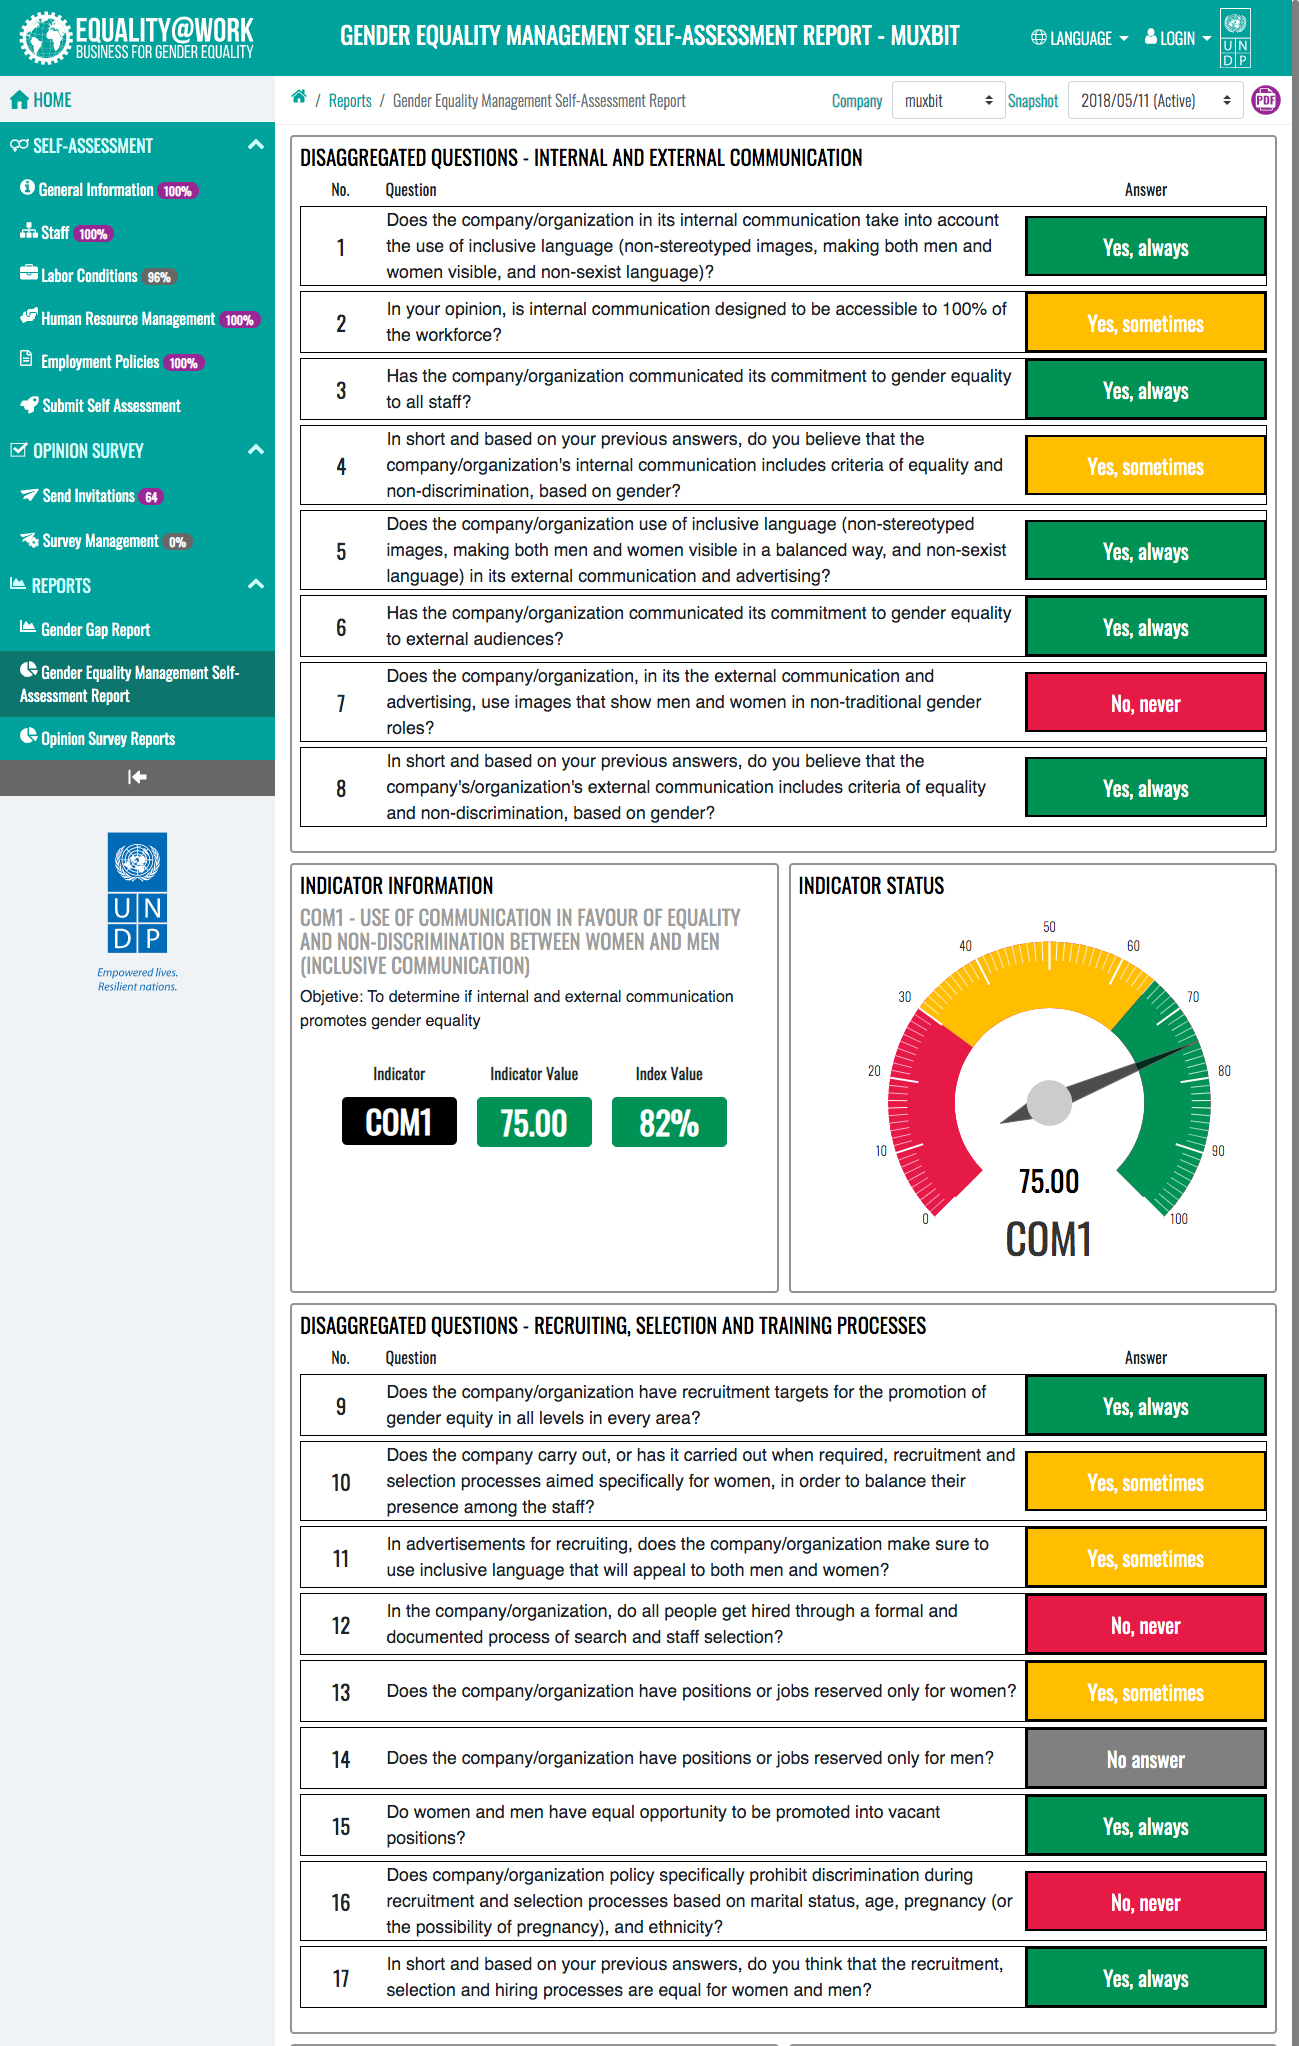 EQUALITY@WORK
BUSINESS FOR GENDER EQUALITY
GENDER EQUALITY MANAGEMENT SELF-ASSESSMENT REPORT - MUXBIT
LANGUAGE
LOGIN
U N
D P
HOME
/ Reports / Gender Equality Management Self-Assessment Report
Company muxbit Snapshot 2018/05/11 (Active) PDF
SELF-ASSESSMENT
General Information 100%
Staff 100%
Labor Conditions 96%
Human Resource Management 100%
Employment Policies 100%
Submit Self Assessment
OPINION SURVEY
Send Invitations 64
Survey Management 0%
REPORTS
Gender Gap Report
Gender Equality Management Self-
Assessment Report
Opinion Survey Reports
U N
D P
Empowered lives.
Resilient nations.
DISAGGREGATED QUESTIONS - INTERNAL AND EXTERNAL COMMUNICATION
No. Question Answer
1 Does the company/organization in its internal communication take into account
the use of inclusive language (non-stereotyped images, making both men and
women visible, and non-sexist language)?
Yes, always
2 In your opinion, is internal communication designed to be accessible to 100% of
the workforce?
Yes, sometimes
3 Has the company/organization communicated its commitment to gender equality
to all staff?
Yes, always
4 In short and based on your previous answers, do you believe that the
company/organization's internal communication includes criteria of equality and
non-discrimination, based on gender?
Yes, sometimes
5 Does the company/organization use of inclusive language (non-stereotyped
images, making both men and women visible in a balanced way, and non-sexist
language) in its external communication and advertising?
Yes, always
6 Has the company/organization communicated its commitment to gender equality
to external audiences?
Yes, always
7 Does the company/organization, in its the external communication and
advertising, use images that show men and women in non-traditional gender
roles?
No, never
8 In short and based on your previous answers, do you believe that the
company's/organization's external communication includes criteria of equality
and non-discrimination, based on gender?
Yes, always
INDICATOR INFORMATION
COM1 - USE OF COMMUNICATION IN FAVOUR OF EQUALITY
AND NON-DISCRIMINATION BETWEEN WOMEN AND MEN
(INCLUSIVE COMMUNICATION)
Objetive: To determine if internal and external communication
promotes gender equality
Indicator Indicator Value Index Value
COM1 75.00 82%
INDICATOR STATUS
0
10
20
30
40
50
60
70
80
90
100
75.00
COM1
DISAGGREGATED QUESTIONS - RECRUITING, SELECTION AND TRAINING PROCESSES
No. Question Answer
9 Does the company/organization have recruitment targets for the promotion of
gender equity in all levels in every area?
Yes, always
10 Does the company carry out, or has it carried out when required, recruitment and
selection processes aimed specifically for women, in order to balance their
presence among the staff?
Yes, sometimes
11 In advertisements for recruiting, does the company/organization make sure to
use inclusive language that will appeal to both men and women?
Yes, sometimes
12 In the company/organization, do all people get hired through a formal and
documented process of search and staff selection?
No, never
13 Does the company/organization have positions or jobs reserved only for women?
Yes, sometimes
14 Does the company/organization have positions or jobs reserved only for men?
No answer
15 Do women and men have equal opportunity to be promoted into vacant
positions?
Yes, always
16 Does company/organization policy specifically prohibit discrimination during
recruitment and selection processes based on marital status, age, pregnancy (or
the possibility of pregnancy), and ethnicity?
No, never
17 In short and based on your previous answers, do you think that the recruitment,
selection and hiring processes are equal for women and men?
Yes, always